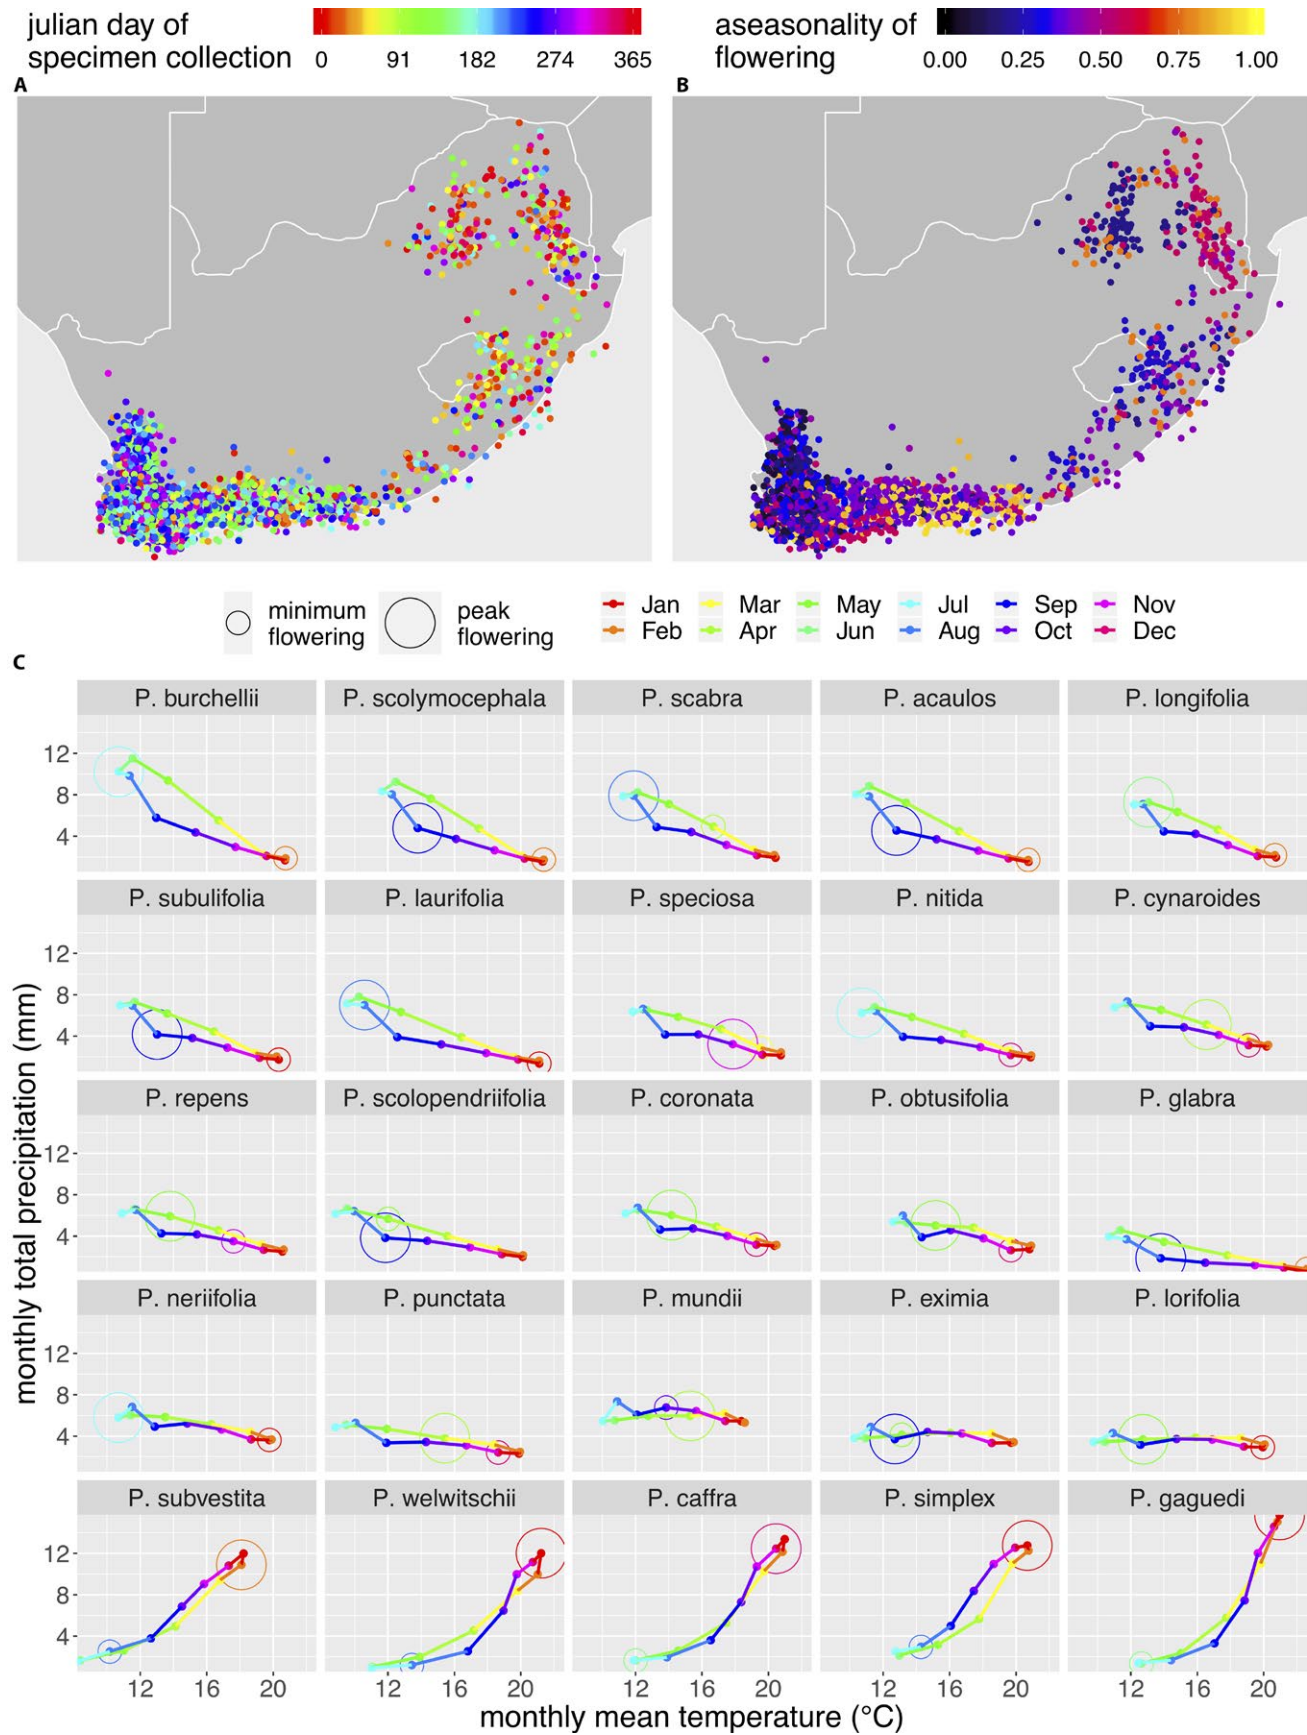 julian day of
specimen collection
0 91 182 274 365
aseasonality of
flowering
0.00 0.25 0.50 0.75 1.00
A
B
minimum
flowering
peak
flowering
Jan Mar May Jul Sep Nov
Feb Apr Jun Aug Oct Dec
C
P. burchellii P. scolymocephala P. scabra P. acaulos P. longifolia
12
8
4
P. subulifolia P. laurifolia P. speciosa P. nitida P. cynaroides
12
8
4
P. repens P. scolopendriifolia P. coronata P. obtusifolia P. glabra
12
8
4
P. neriifolia P. punctata P. mundii P. eximia P. lorifolia
12
8
4
P. subvestita P. welwitschii P. caffra P. simplex P. gaguedi
12
8
4
monthly total precipitation (mm)
12 16 20 12 16 20 12 16 20 12 16 20 12 16 20
monthly mean temperature (°C)